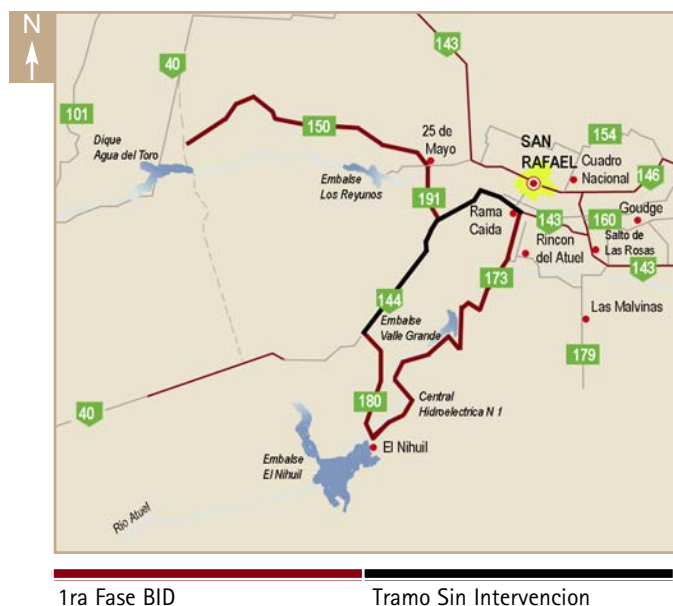 N
143
40
101
150
25 de
Mayo
SAN
RAFAEL
154
Cuadro
Nacional
146
Dique
Agua del Toro
Embalse
Los Reyunos
191
Rama
Caida
143
160
Goudge
Salto de
Las Rosas
Rincon
del Atuel
143
173
144
Embalse
Valle Grande
Las Malvinas
179
180
Central
Hidroelectrica N 1
40
El Nihuil
Embalse
El Nihuil
Rio Atuel
1ra Fase BID
Tramo Sin Intervencion